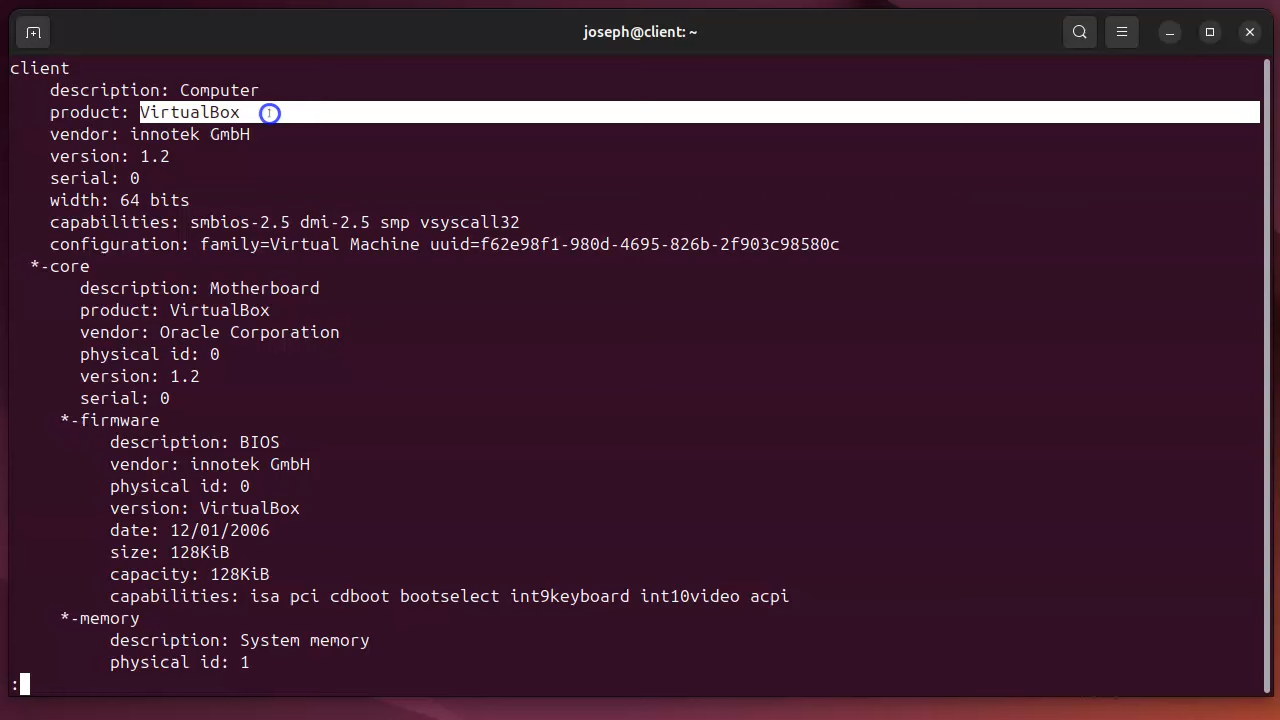 joseph@client: ~
client
description: Computer
product: VirtualBox
vendor: innotek GmbH
version: 1.2
serial: 0
width: 64 bits
capabilities: smbios-2.5 dmi-2.5 smp vsyscall32
configuration: family=Virtual Machine uuid=f62e98f1-980d-4695-826b-2f903c98580c
*-core
description: Motherboard
product: VirtualBox
vendor: Oracle Corporation
physical id: 0
version: 1.2
serial: 0
*-firmware
description: BIOS
vendor: innotek GmbH
physical id: 0
version: VirtualBox
date: 12/01/2006
size: 128KiB
capacity: 128KiB
capabilities: isa pci cdboot bootselect int9keyboard int10video acpi
*-memory
description: System memory
physical id: 1
: